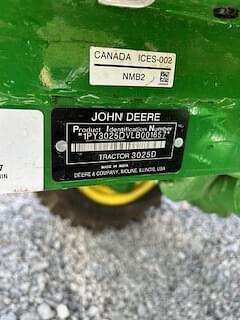 CANADA ICES-002
NMB2
JOHN DEERE
Product Identification Number
*1PY3025DVLB001657*
TRACTOR 3025D
MADE IN INDIA
DEERE & COMPANY, MOLINE, ILLINOIS, USA